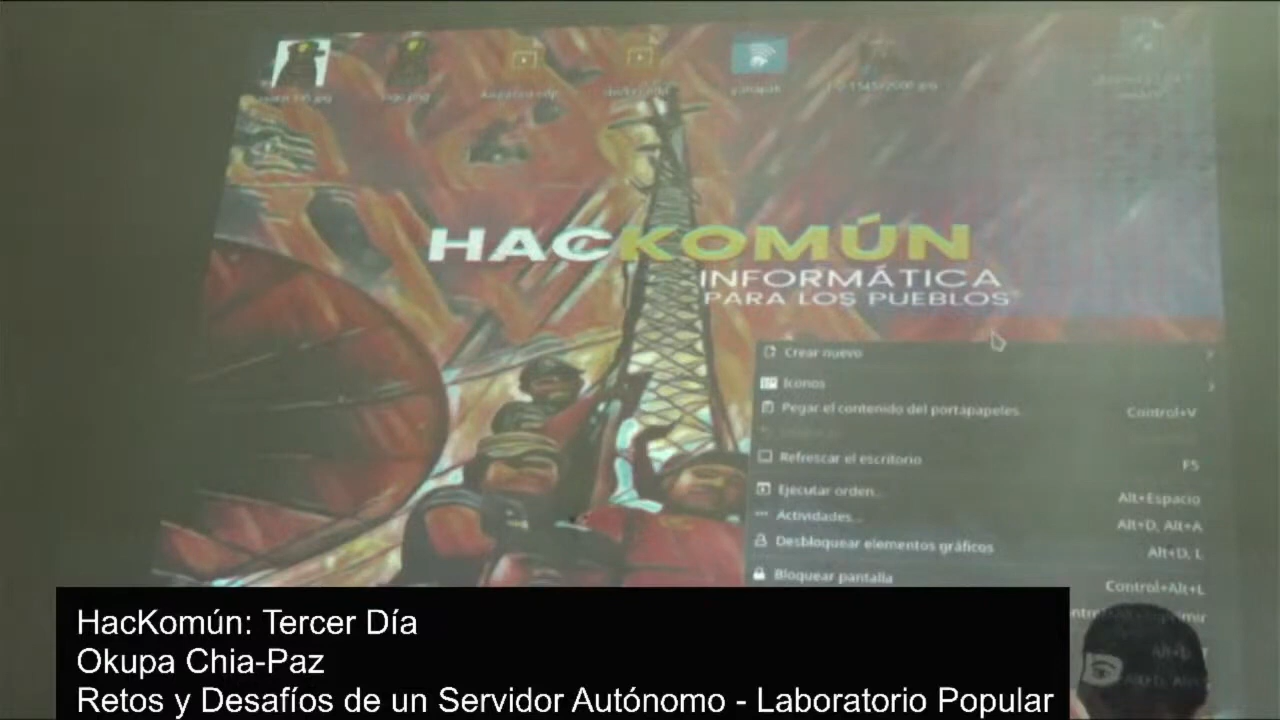 HACKOMÚN
INFORMÁTICA
PARA LOS PUEBLOS
Crear nuevo
Iconos
Pegar el contenido del portapapeles Control+V
Refrescar el escritorio F5
Ejecutar orden... Alt+Espacio
Actividades... Alt+D, Alt+A
Desbloquear elementos gráficos Alt+D, L
Bloquear pantalla Control+Alt+L
HacKomún: Tercer Día
Okupa Chia-Paz
Retos y Desafíos de un Servidor Autónomo - Laboratorio Popular